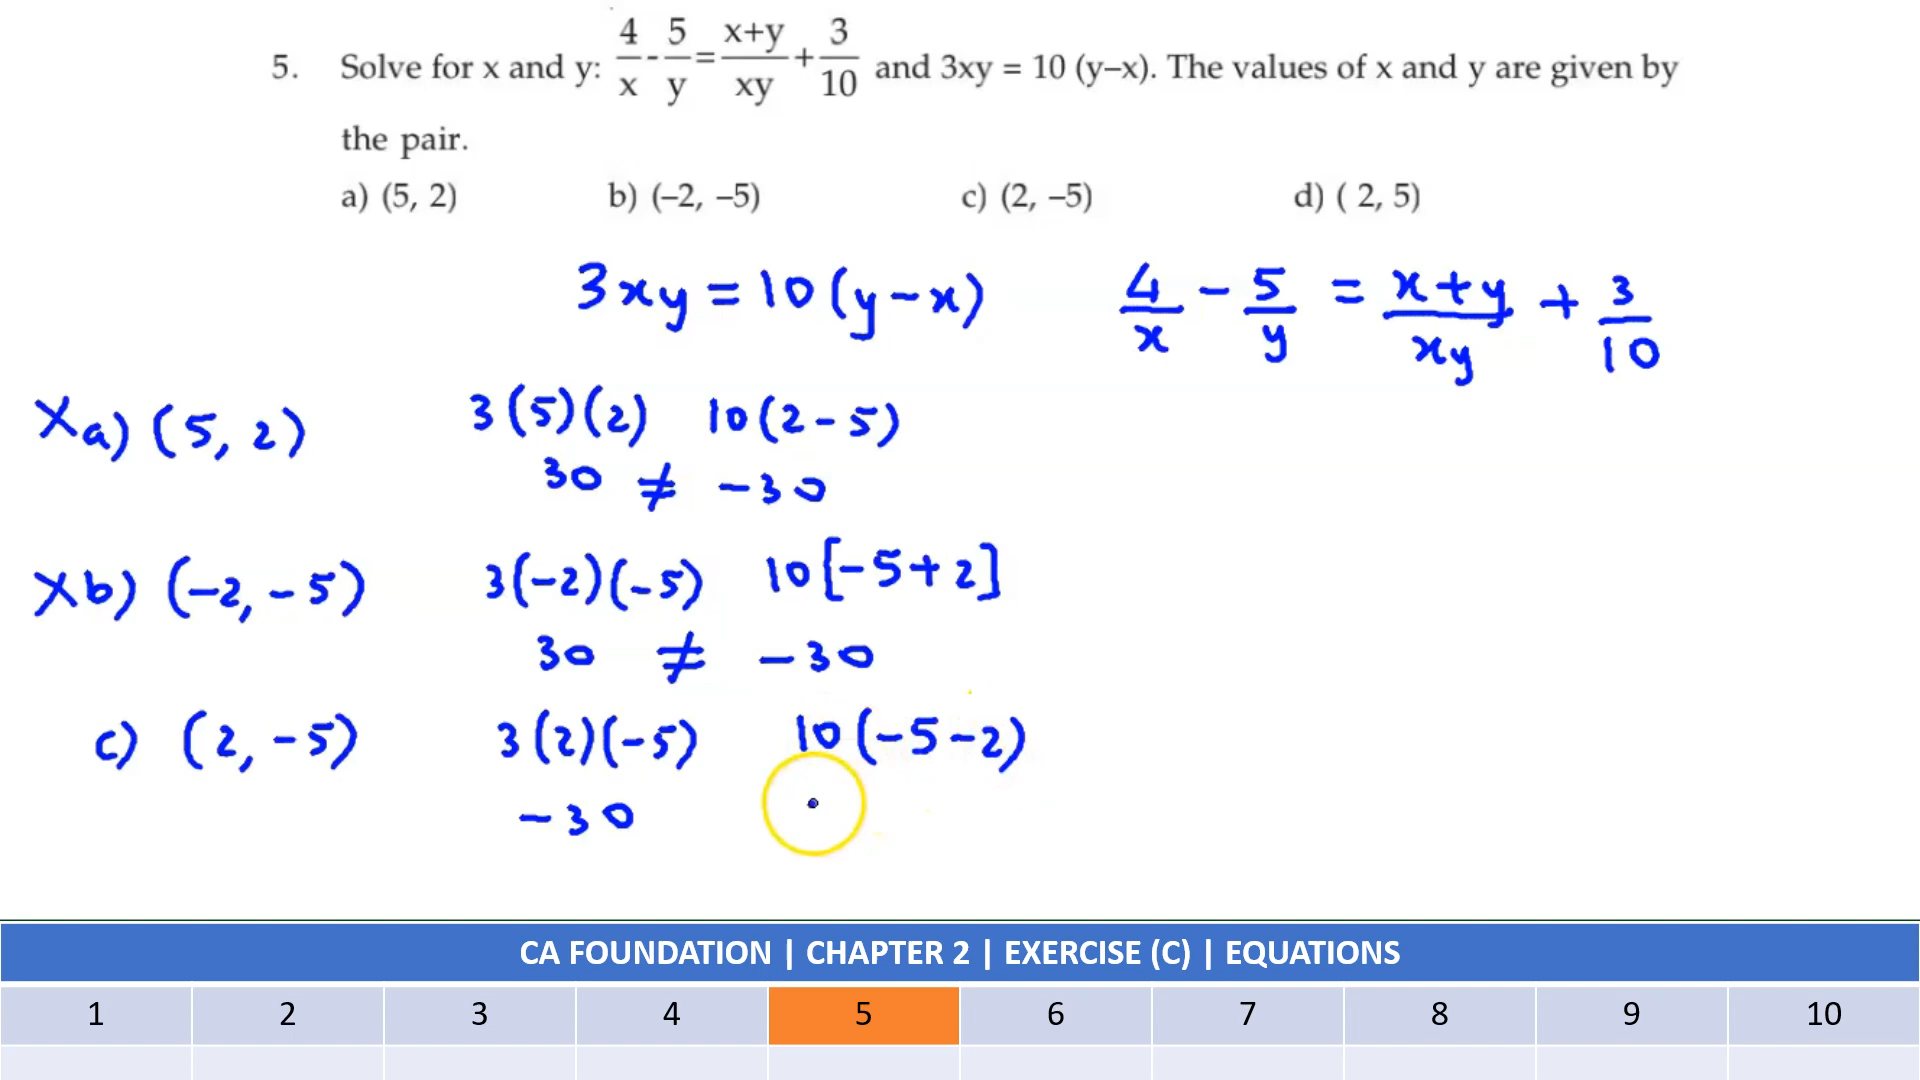 5. Solve for x and y: 4/x - 5/y = x+y/xy + 3/10 and 3xy = 10 (y–x). The values of x and y are given by
the pair.
a) (5, 2) b) (–2, –5) c) (2, –5) d) ( 2, 5)
3xy = 10(y-x) 4/x - 5/y = x+y/xy + 3/10
Xa) (5, 2) 3(5)(2) 10(2-5)
30 ≠ -30
Xb) (-2, -5) 3(-2)(-5) 10[-5+2]
30 ≠ -30
c) (2, -5) 3(2)(-5) 10(-5-2)
-30
CA FOUNDATION | CHAPTER 2 | EXERCISE (C) | EQUATIONS
1 2 3 4 5 6 7 8 9 10